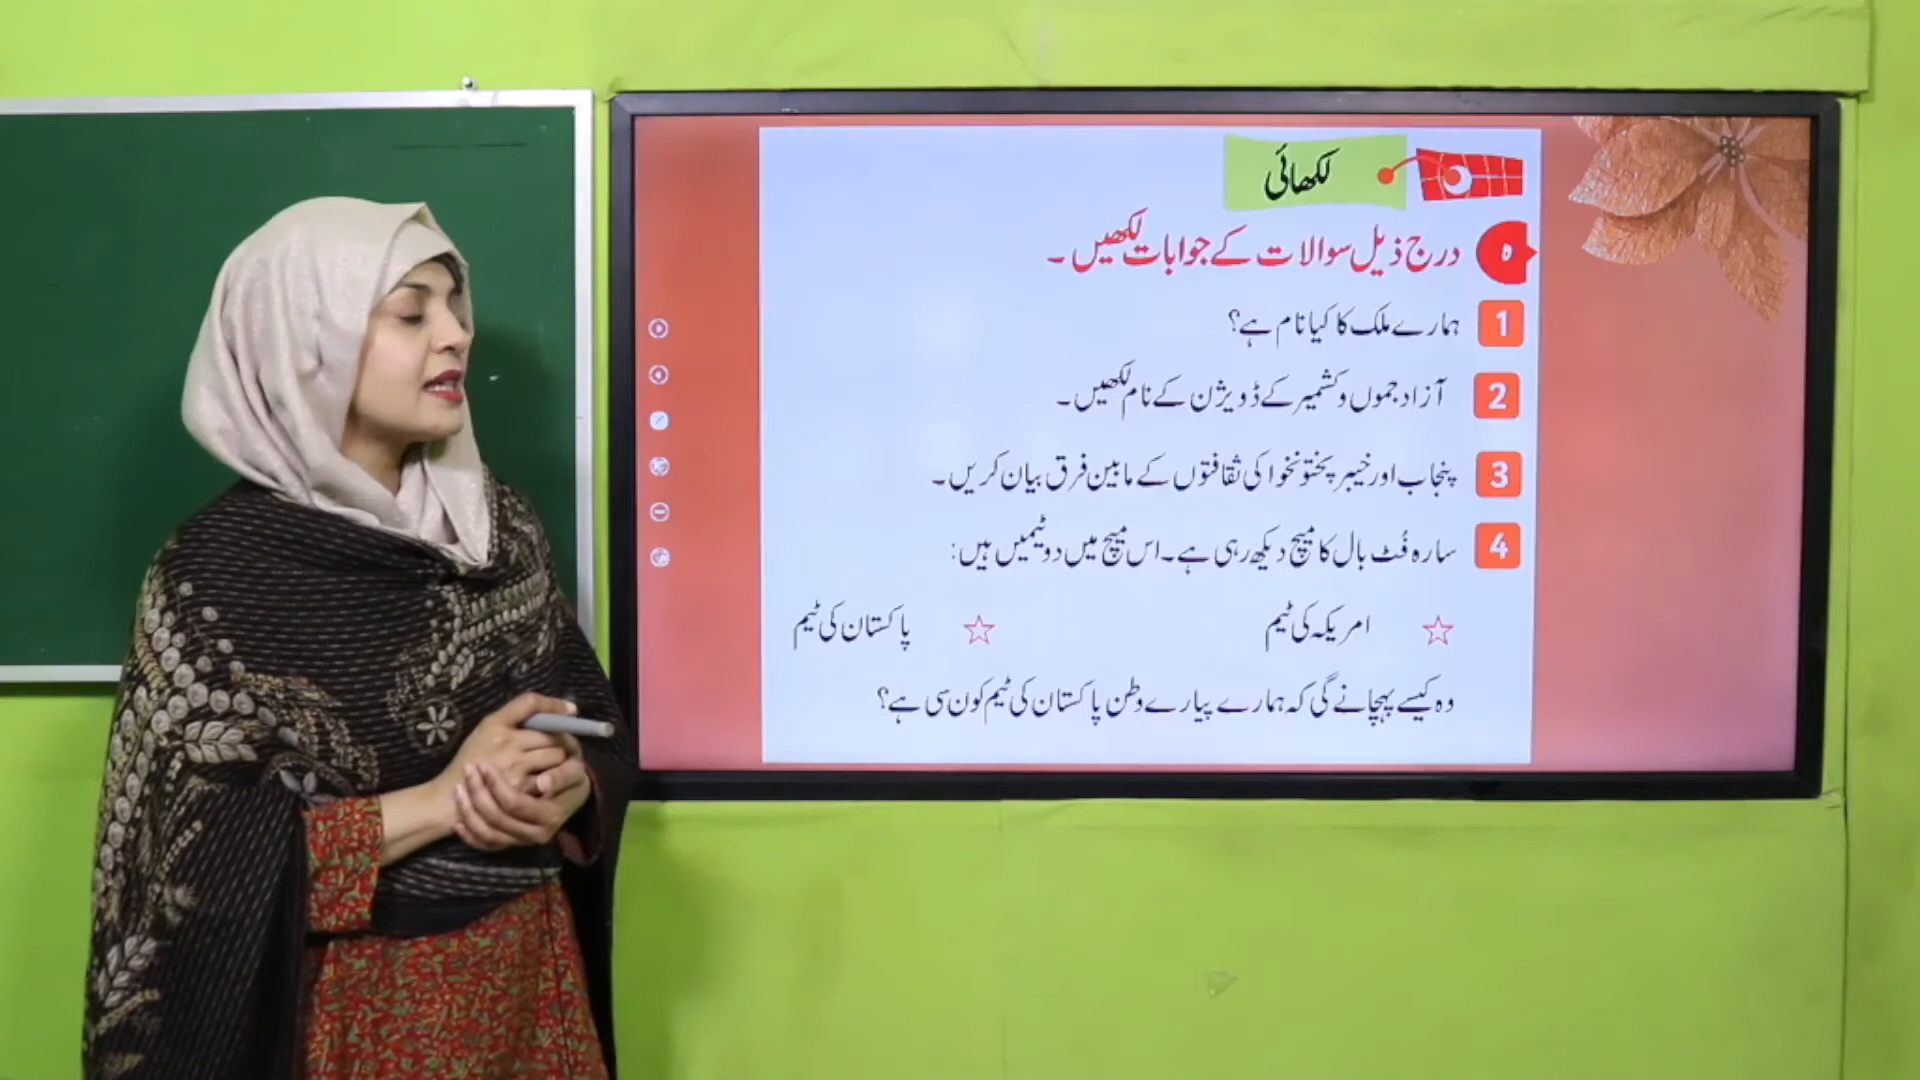 لکھائی
ہ درج ذیل سوالات کے جوابات لکھیں۔
1 ہمارے ملک کا کیا نام ہے؟
2 آزاد جموں و کشمیر کے ڈویژن کے نام لکھیں۔
3 پنجاب اور خیبر پختونخوا کی ثقافتوں کے مابین فرق بیان کریں۔
4 سارہ فُٹ بال کا میچ دیکھ رہی ہے۔ اس میچ میں دو ٹیمیں ہیں:
امریکہ کی ٹیم پاکستان کی ٹیم
وہ کیسے پہچانے گی کہ ہمارے پیارے وطن پاکستان کی ٹیم کون سی ہے؟